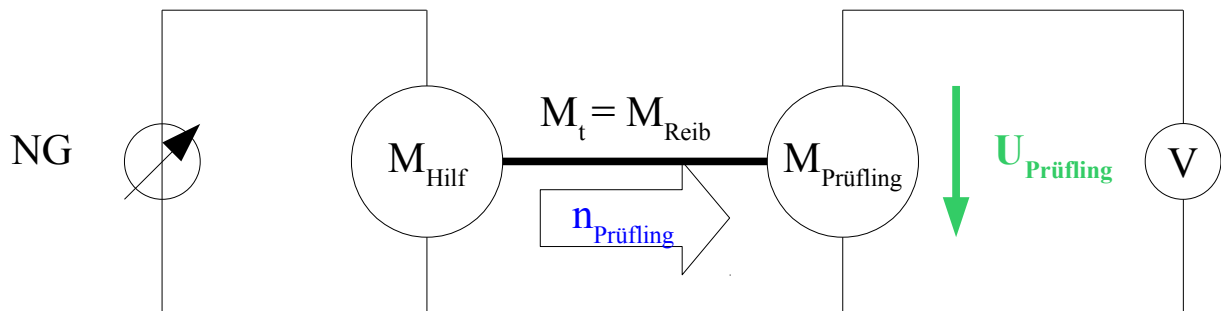 NG
M_Hilf
M_t = M_Reib
n_Prüfling
M_Prüfling
U_Prüfling
V